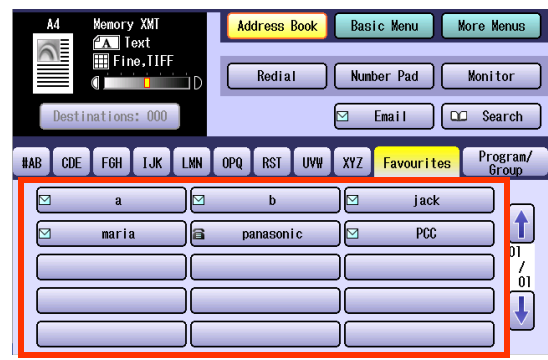 A4 Memory XMT Address Book Basic Menu More Menus
A Text
Fine,TIFF
D Redial Number Pad Monitor
Destinations: 000 Email Search
#AB CDE FGH IJK LMN OPQ RST UVW XYZ Favourites Program/
Group
a b jack
maria panasonic PCC
01
/
01